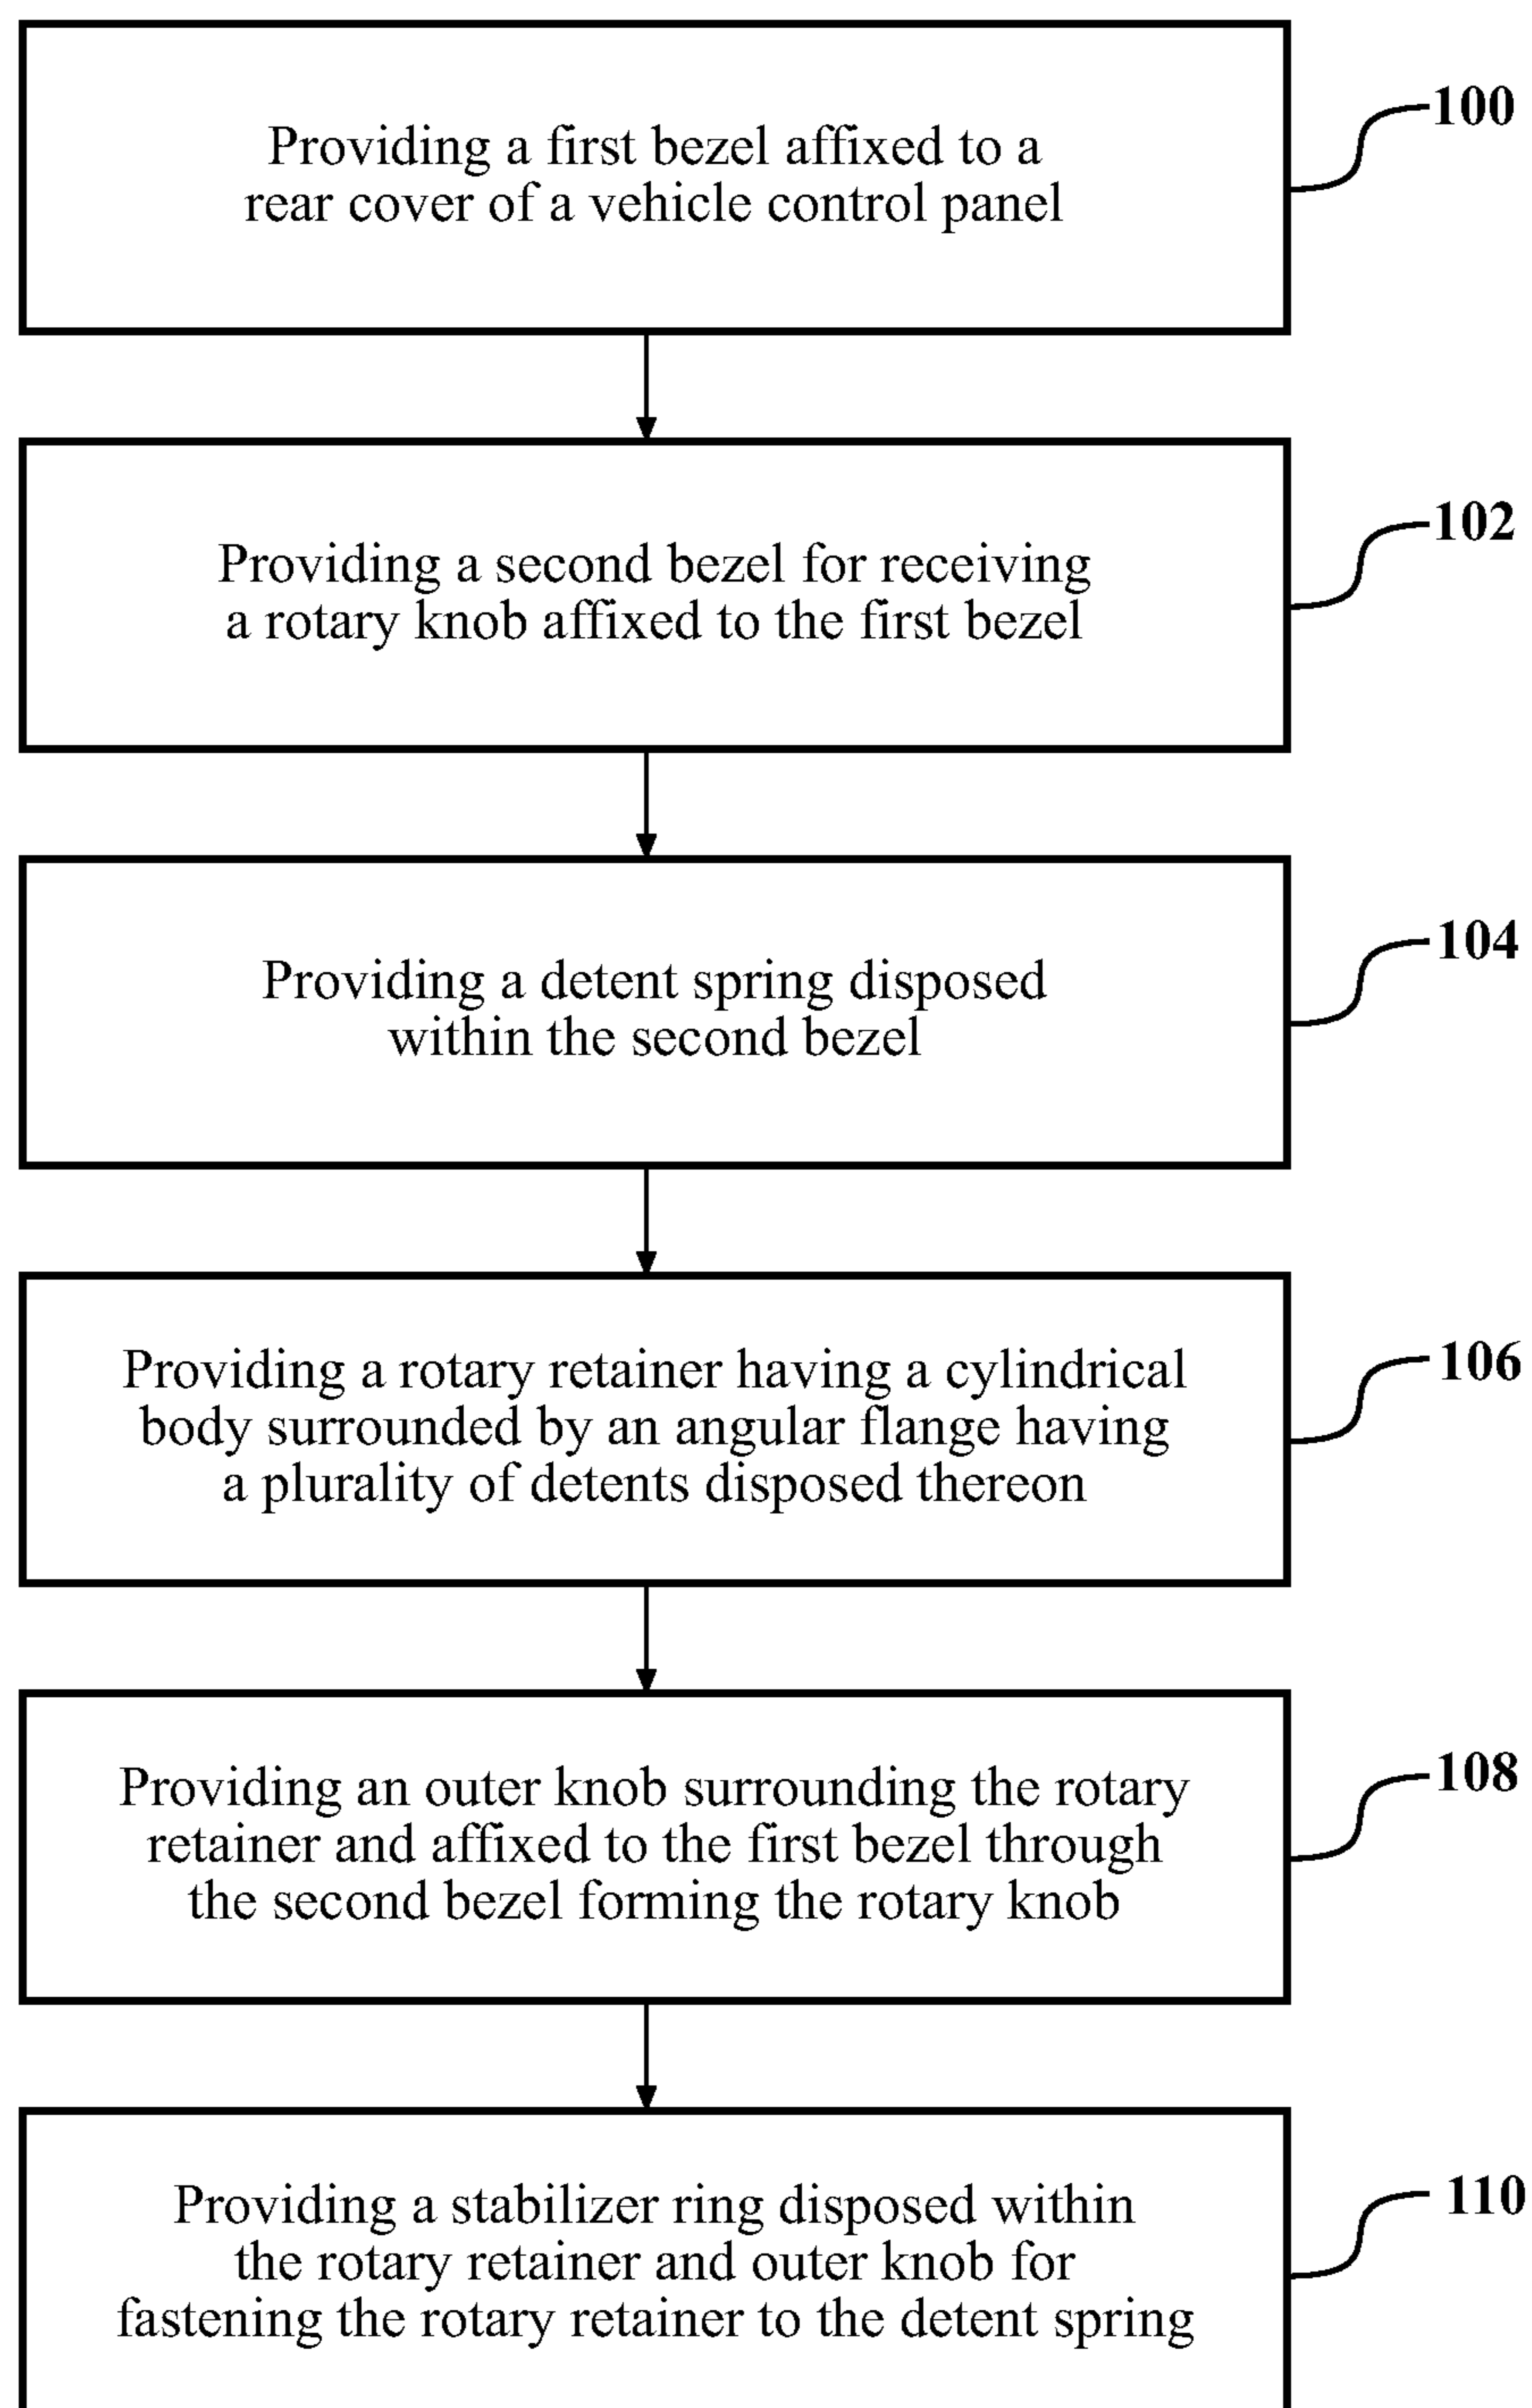 Providing a first bezel affixed to a
rear cover of a vehicle control panel
100
Providing a second bezel for receiving
a rotary knob affixed to the first bezel
102
Providing a detent spring disposed
within the second bezel
104
Providing a rotary retainer having a cylindrical
body surrounded by an angular flange having
a plurality of detents disposed thereon
106
Providing an outer knob surrounding the rotary
retainer and affixed to the first bezel through
the second bezel forming the rotary knob
108
Providing a stabilizer ring disposed within
the rotary retainer and outer knob for
fastening the rotary retainer to the detent spring
110